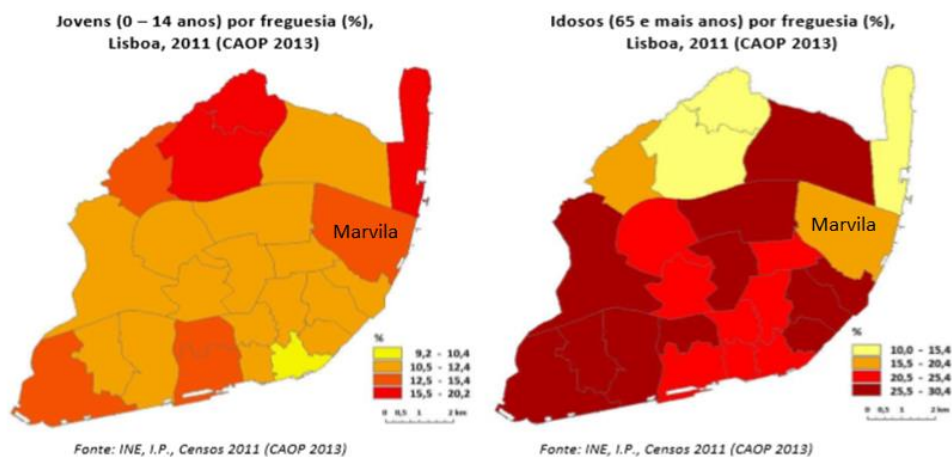 Jovens (0 – 14 anos) por freguesia (%),
Lisboa, 2011 (CAOP 2013)
Marvila
%
9,2 - 10,4
10,5 - 12,4
12,5 - 15,4
15,5 - 20,2
0 0,5 1 2 km
Fonte: INE, I.P., Censos 2011 (CAOP 2013)
Idosos (65 e mais anos) por freguesia (%),
Lisboa, 2011 (CAOP 2013)
Marvila
%
10,0 - 15,4
15,5 - 20,4
20,5 - 25,4
25,5 - 30,4
0 0,5 1 2 km
Fonte: INE, I.P., Censos 2011 (CAOP 2013)